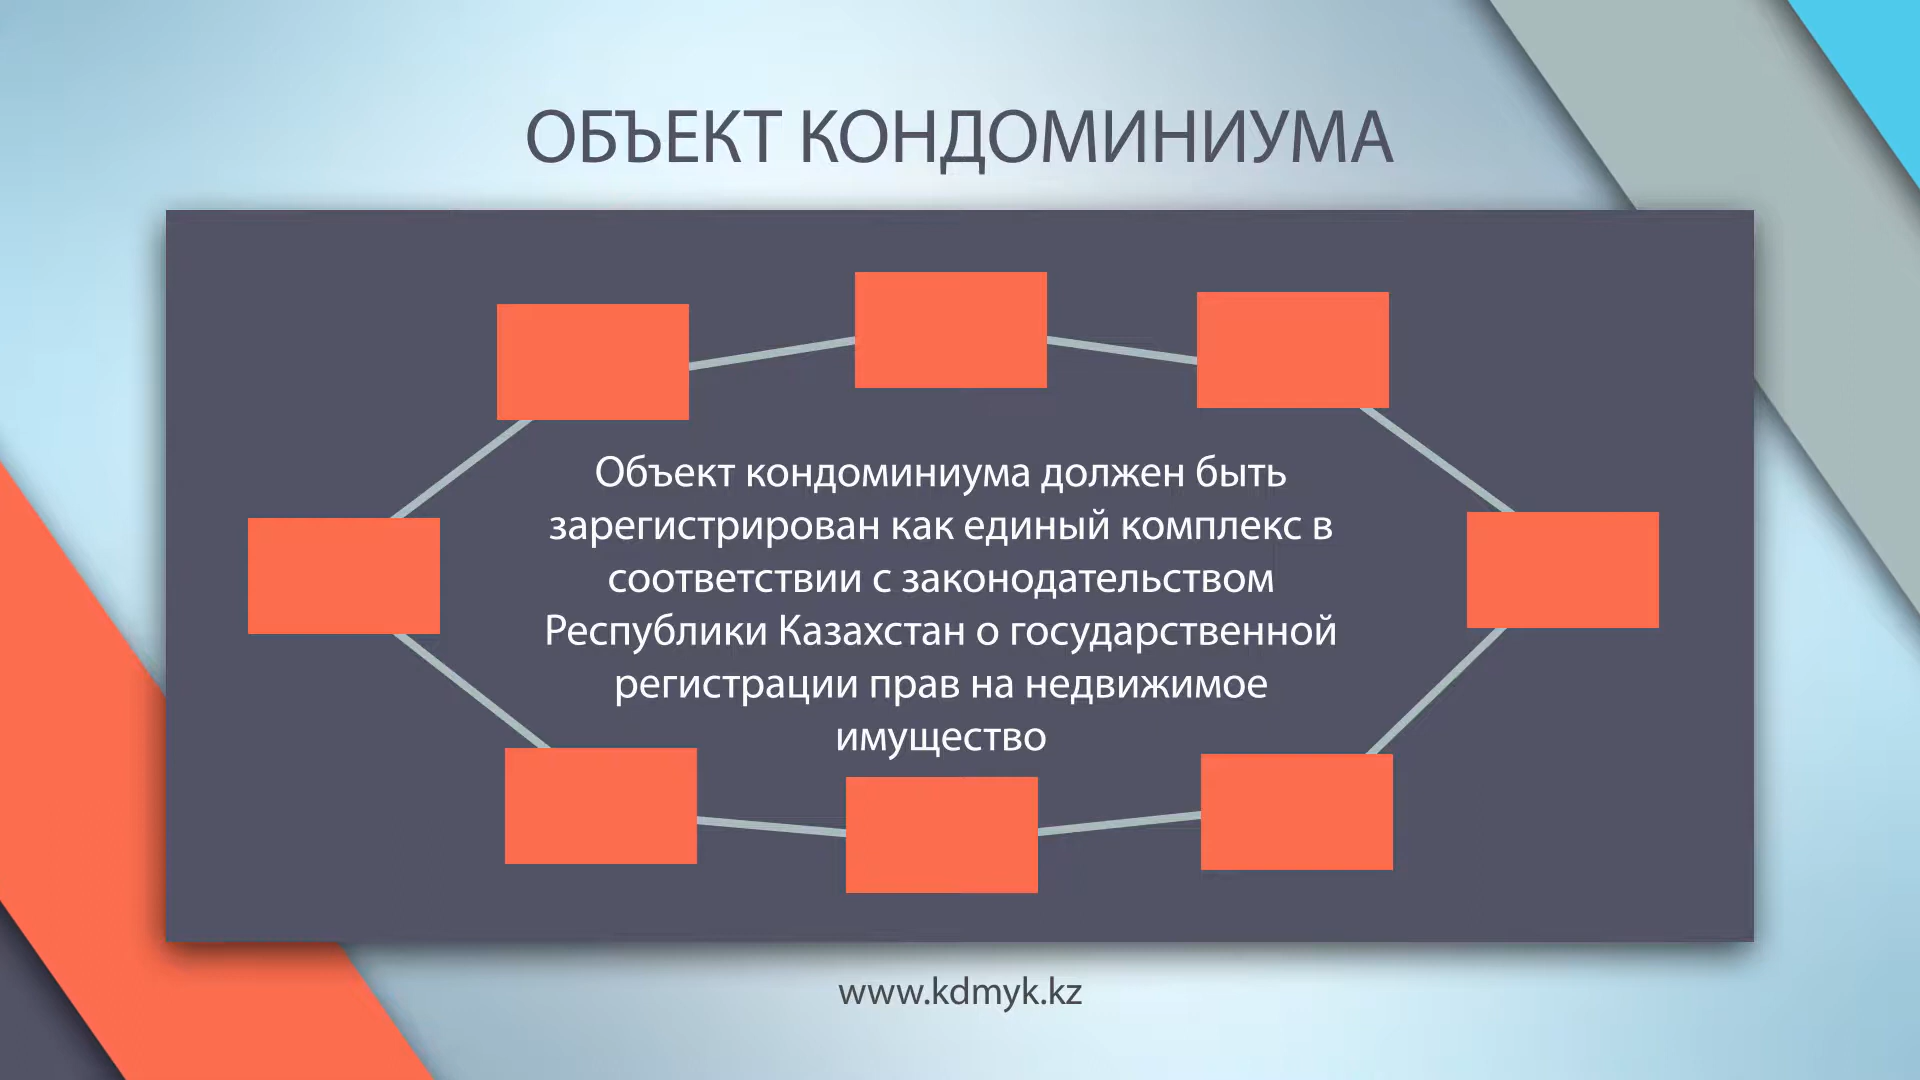 ОБЪЕКТ КОНДОМИНИУМА
Объект кондоминиума должен быть
зарегистрирован как единый комплекс в
соответствии с законодательством
Республики Казахстан о государственной
регистрации прав на недвижимое
имущество
www.kdmyk.kz